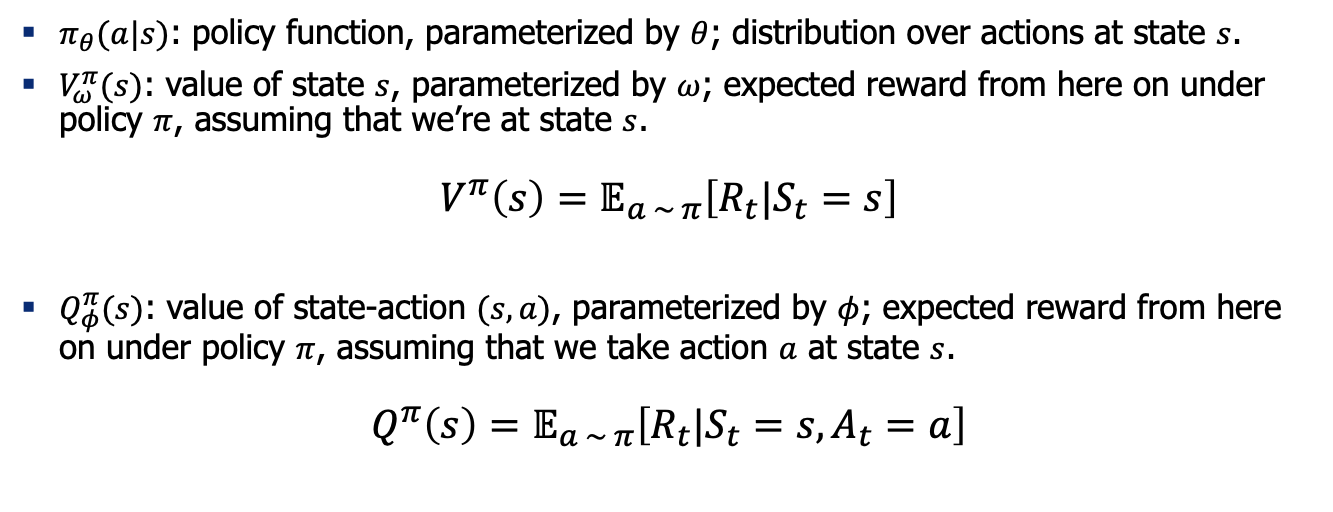 ▪ π_θ(a|s): policy function, parameterized by θ; distribution over actions at state s.
▪ V_ω^π(s): value of state s, parameterized by ω; expected reward from here on under
policy π, assuming that we’re at state s.
V^π(s) = 𝔼_{a ~ π}[R_t|S_t = s]
▪ Q_ϕ^π(s): value of state-action (s, a), parameterized by ϕ; expected reward from here
on under policy π, assuming that we take action a at state s.
Q^π(s) = 𝔼_{a ~ π}[R_t|S_t = s, A_t = a]